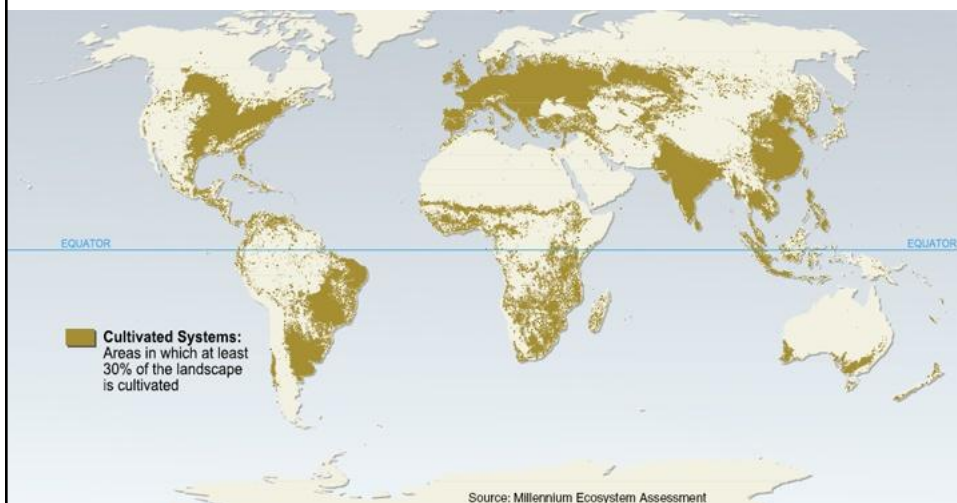 EQUATOR
EQUATOR
Cultivated Systems:
Areas in which at least
30% of the landscape
is cultivated
Source: Millennium Ecosystem Assessment